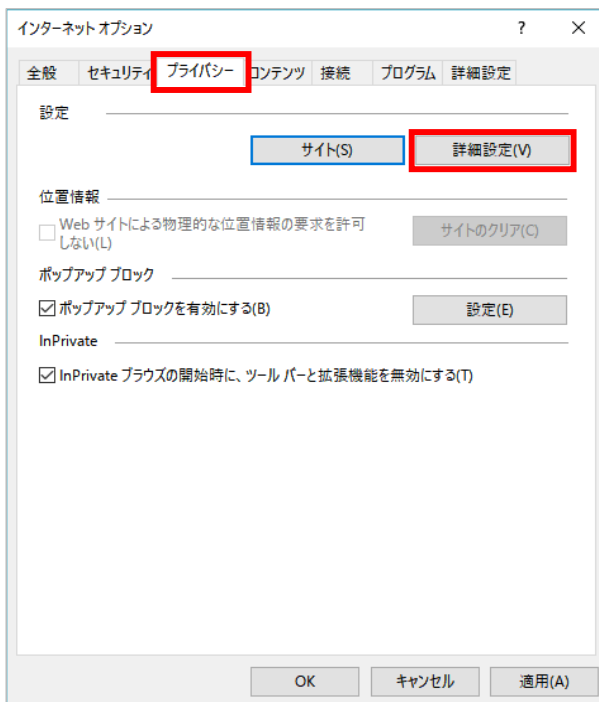 インターネット オプション ? ×
全般 セキュリティ プライバシー コンテンツ 接続 プログラム 詳細設定
設定
サイト(S) 詳細設定(V)
位置情報
Web サイトによる物理的な位置情報の要求を許可
しない(L)
サイトのクリア(C)
ポップアップ ブロック
ポップアップ ブロックを有効にする(B) 設定(E)
InPrivate
InPrivate ブラウズの開始時に、ツール バーと拡張機能を無効にする(T)
OK キャンセル 適用(A)